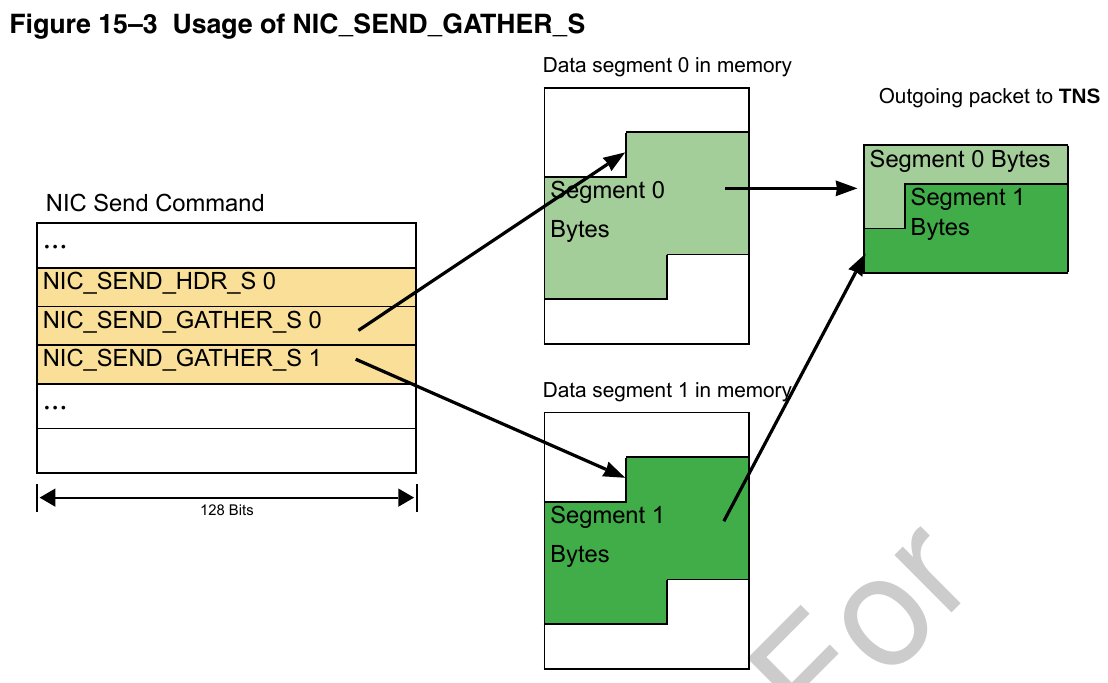 Figure 15–3 Usage of NIC_SEND_GATHER_S
Data segment 0 in memory
Outgoing packet to TNS
Segment 0 Bytes
Segment 1
Bytes
NIC Send Command
...
NIC_SEND_HDR_S 0
NIC_SEND_GATHER_S 0
NIC_SEND_GATHER_S 1
...
128 Bits
Segment 0
Bytes
Data segment 1 in memory
Segment 1
Bytes
For